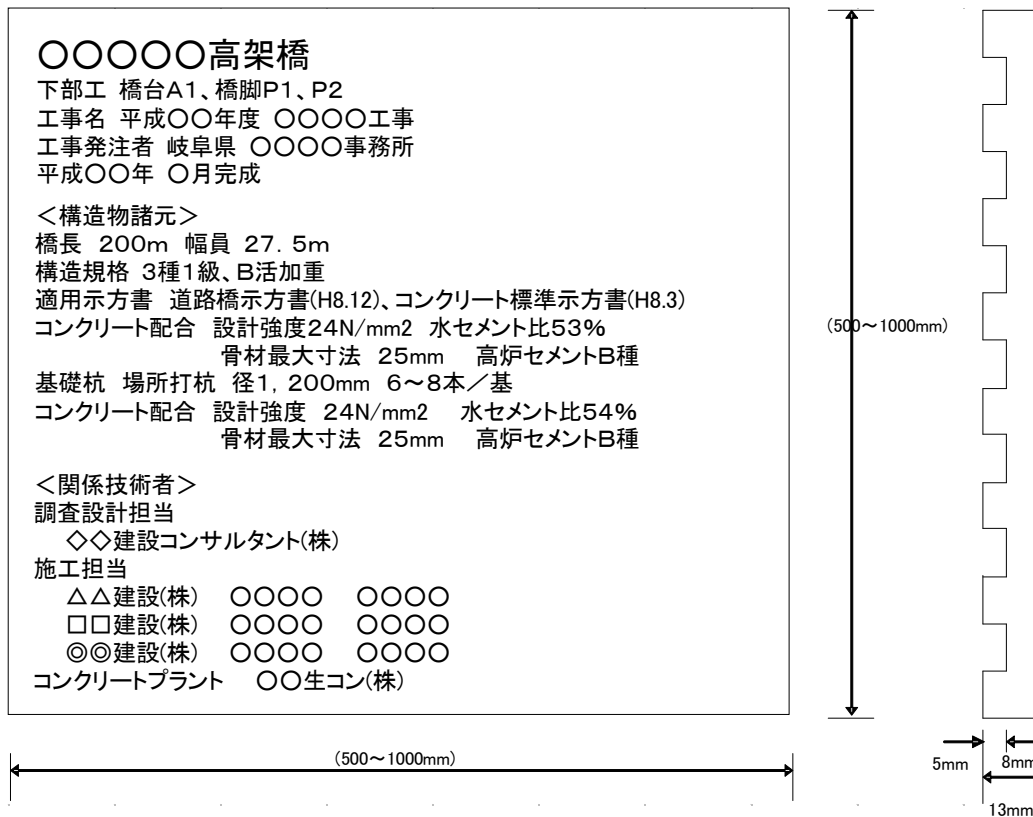 ○○○○○高架橋
下部工 橋台A1、橋脚P1、P2
工事名 平成○○年度 ○○○○工事
工事発注者 岐阜県 ○○○○事務所
平成○○年 ○月完成
＜構造物諸元＞
橋長 200m 幅員 27.5m
構造規格 3種1級、B活加重
適用示方書 道路橋示方書(H8.12)、コンクリート標準示方書(H8.3)
コンクリート配合 設計強度24N/mm2 水セメント比53%
骨材最大寸法 25mm 高炉セメントB種
基礎杭 場所打杭 径1,200mm 6～8本／基
コンクリート配合 設計強度 24N/mm2 水セメント比54%
骨材最大寸法 25mm 高炉セメントB種
＜関係技術者＞
調査設計担当
◇◇建設コンサルタント(株)
施工担当
△△建設(株) ○○○○ ○○○○
□□建設(株) ○○○○ ○○○○
◎◎建設(株) ○○○○ ○○○○
コンクリートプラント ○○生コン(株)
(500～1000mm)
(500～1000mm)
5mm 8mm
13mm